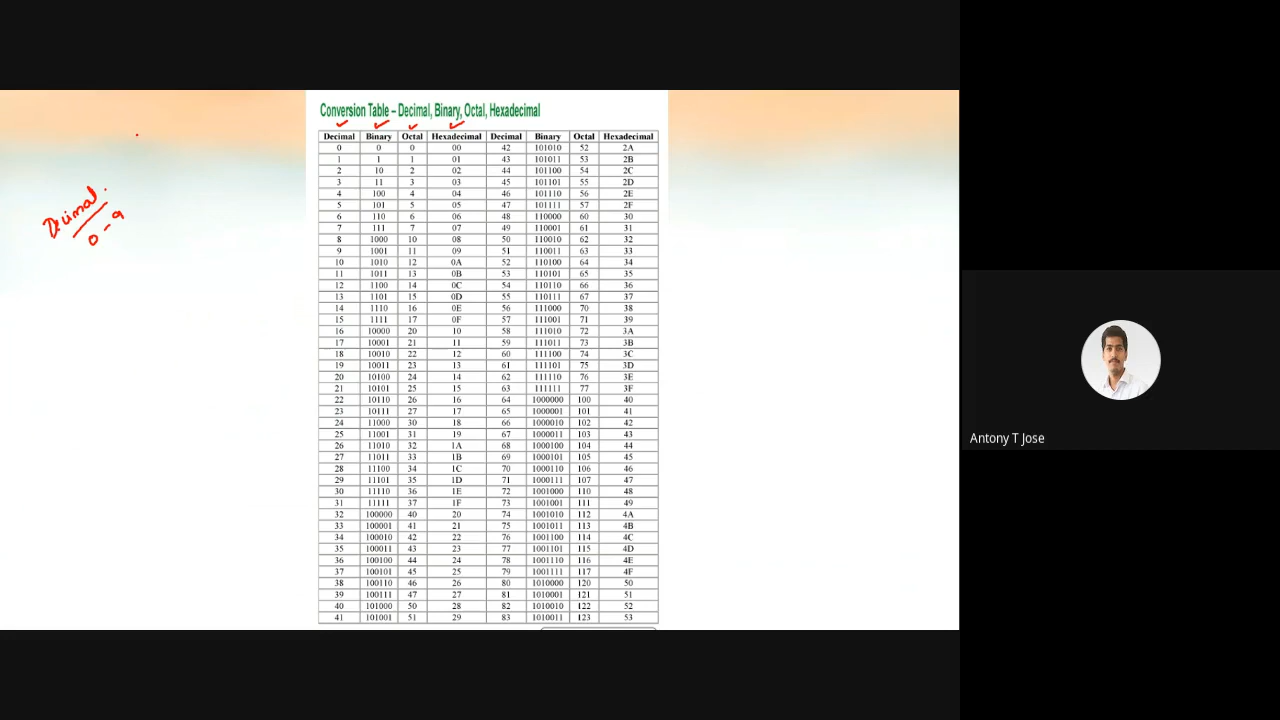 Conversion Table – Decimal, Binary, Octal, Hexadecimal
Decimal Binary Octal Hexadecimal Decimal Binary Octal Hexadecimal
0 0 0 00 42 101010 52 2A
1 1 1 01 43 101011 53 2B
2 10 2 02 44 101100 54 2C
3 11 3 03 45 101101 55 2D
4 100 4 04 46 101110 56 2E
5 101 5 05 47 101111 57 2F
6 110 6 06 48 110000 60 30
7 111 7 07 49 110001 61 31
8 1000 10 08 50 110010 62 32
9 1001 11 09 51 110011 63 33
10 1010 12 0A 52 110100 64 34
11 1011 13 0B 53 110101 65 35
12 1100 14 0C 54 110110 66 36
13 1101 15 0D 55 110111 67 37
14 1110 16 0E 56 111000 70 38
15 1111 17 0F 57 111001 71 39
16 10000 20 10 58 111010 72 3A
17 10001 21 11 59 111011 73 3B
18 10010 22 12 60 111100 74 3C
19 10011 23 13 61 111101 75 3D
20 10100 24 14 62 111110 76 3E
21 10101 25 15 63 111111 77 3F
22 10110 26 16 64 1000000 100 40
23 10111 27 17 65 1000001 101 41
24 11000 30 18 66 1000010 102 42
25 11001 31 19 67 1000011 103 43
26 11010 32 1A 68 1000100 104 44
27 11011 33 1B 69 1000101 105 45
28 11100 34 1C 70 1000110 106 46
29 11101 35 1D 71 1000111 107 47
30 11110 36 1E 72 1001000 110 48
31 11111 37 1F 73 1001001 111 49
32 100000 40 20 74 1001010 112 4A
33 100001 41 21 75 1001011 113 4B
34 100010 42 22 76 1001100 114 4C
35 100011 43 23 77 1001101 115 4D
36 100100 44 24 78 1001110 116 4E
37 100101 45 25 79 1001111 117 4F
38 100110 46 26 80 1010000 120 50
39 100111 47 27 81 1010001 121 51
40 101000 50 28 82 1010010 122 52
41 101001 51 29 83 1010011 123 53
Decimal.
0 - 9
Antony T Jose